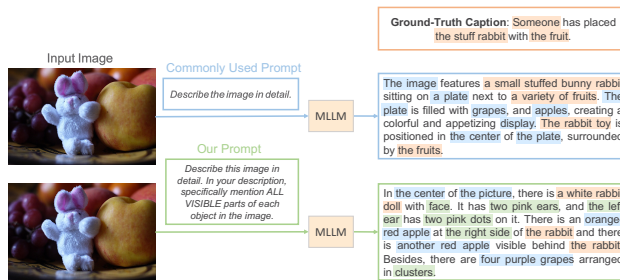 Ground-Truth Caption: Someone has placed
the stuff rabbit with the fruit.
Input Image
Commonly Used Prompt
Describe the image in detail.
MLLM
The image features a small stuffed bunny rabbi
sitting on a plate next to a variety of fruits. The
plate is filled with grapes, and apples, creating a
colorful and appetizing display. The rabbit toy is
positioned in the center of the plate, surrounded
by the fruits.
Our Prompt
Describe this image in
detail. In your description,
specifically mention ALL
VISIBLE parts of each
object in the image.
MLLM
In the center of the picture, there is a white rabbi
doll with face. It has two pink ears, and the left
ear has two pink dots on it. There is an orange-
red apple at the right side of the rabbit and there
is another red apple visible behind the rabbit.
Besides, there are four purple grapes arranged
in clusters.